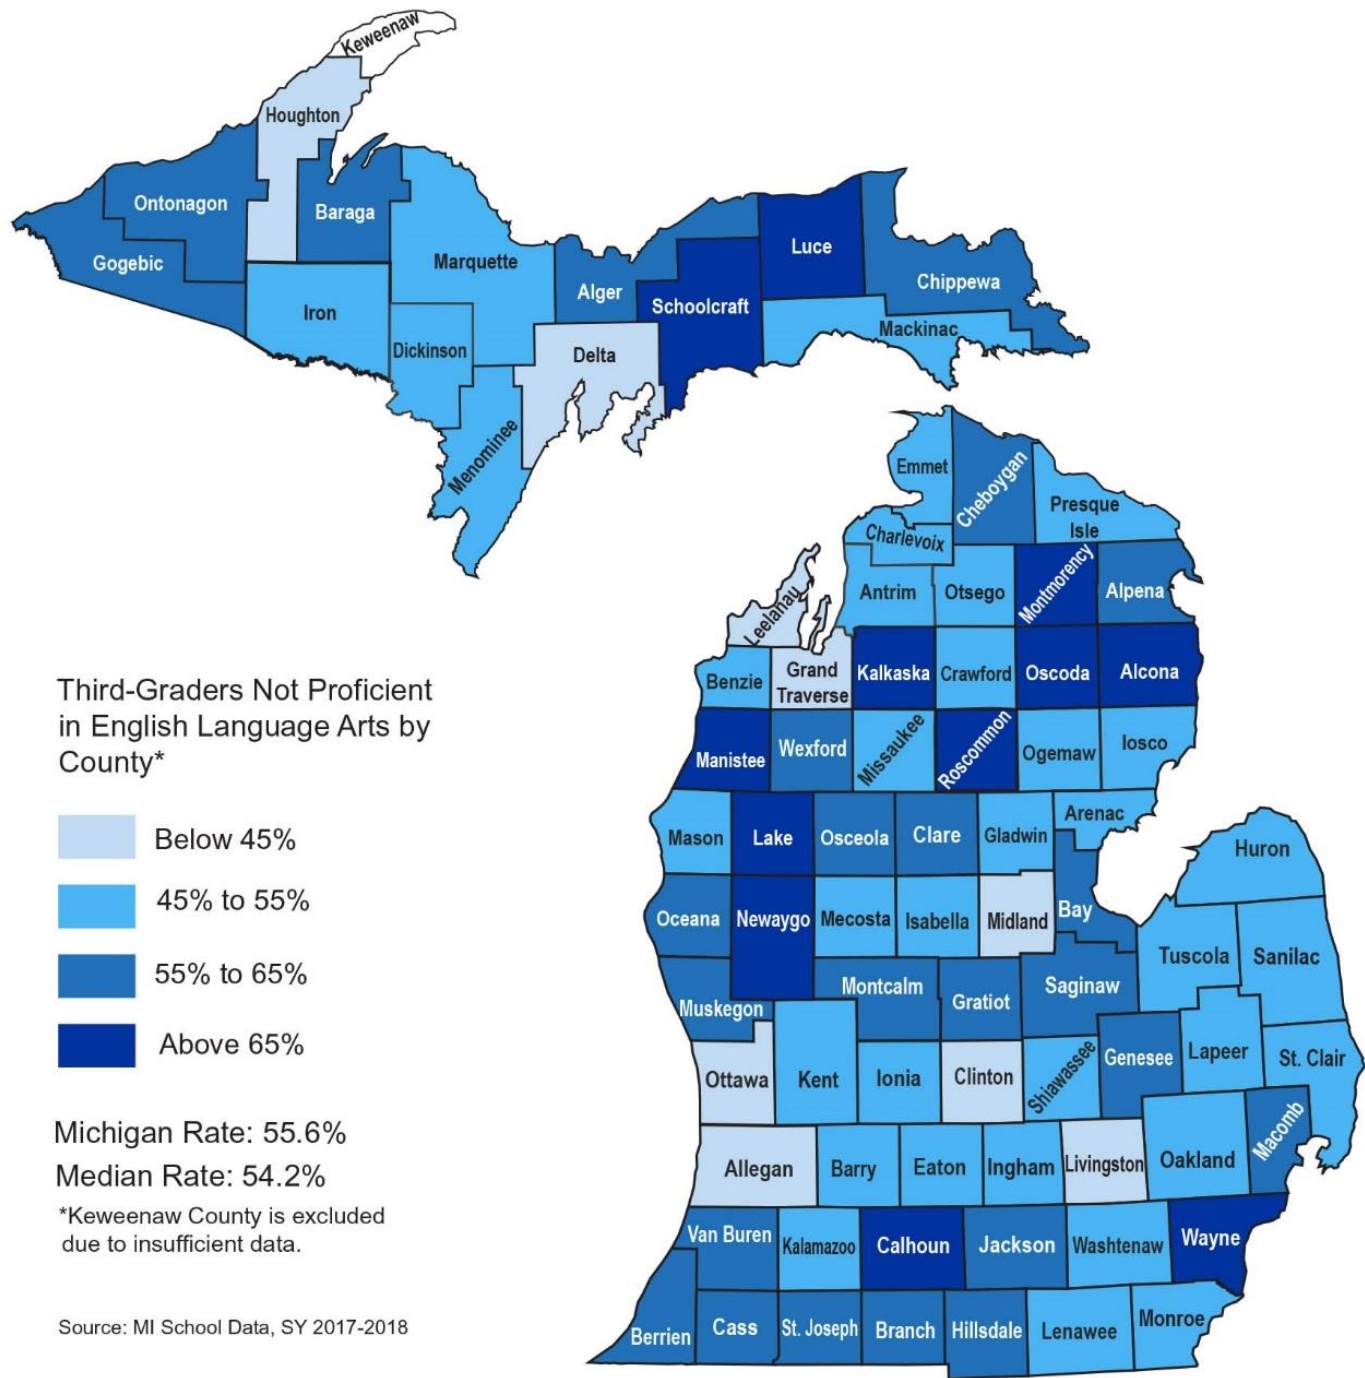 Keweenaw
Houghton
Ontonagon
Baraga
Gogebic
Marquette
Luce
Alger
Chippewa
Schoolcraft
Iron
Mackinac
Dickinson
Delta
Menominee
Emmet
Cheboygan
Presque
Isle
Charlevoix
Antrim
Otsego
Montmorency
Alpena
Leelanau
Benzie
Grand
Traverse
Kalkaska
Crawford
Oscoda
Alcona
Manistee
Wexford
Missaukee
Roscommon
Ogemaw
Iosco
Mason
Lake
Osceola
Clare
Gladwin
Arenac
Huron
Oceana
Newaygo
Mecosta
Isabella
Midland
Bay
Tuscola
Sanilac
Muskegon
Montcalm
Gratiot
Saginaw
Ottawa
Kent
Ionia
Clinton
Shiawassee
Genesee
Lapeer
St. Clair
Allegan
Barry
Eaton
Ingham
Livingston
Oakland
Macomb
Van Buren
Kalamazoo
Calhoun
Jackson
Washtenaw
Wayne
Berrien
Cass
St. Joseph
Branch
Hillsdale
Lenawee
Monroe
Third-Graders Not Proficient
in English Language Arts by
County*
Below 45%
45% to 55%
55% to 65%
Above 65%
Michigan Rate: 55.6%
Median Rate: 54.2%
*Keweenaw County is excluded
due to insufficient data.
Source: MI School Data, SY 2017-2018